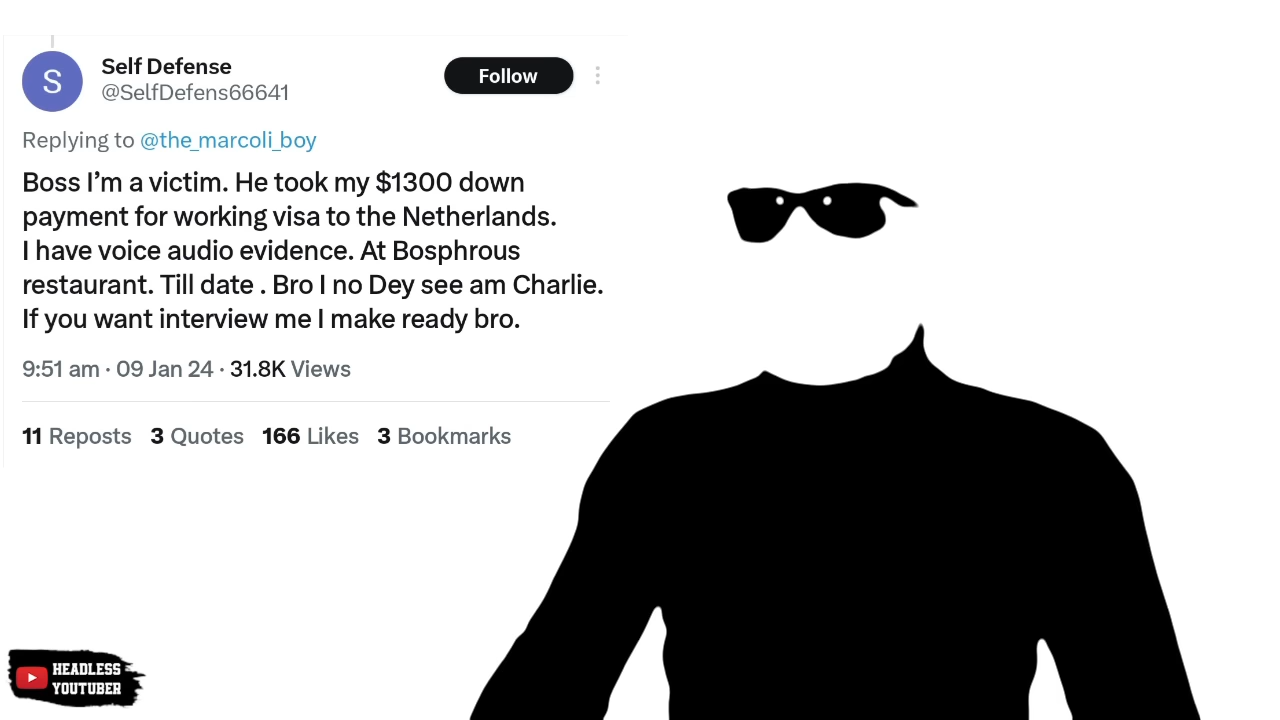 S
Self Defense
@SelfDefens66641
Follow
Replying to @the_marcoli_boy
Boss I’m a victim. He took my $1300 down
payment for working visa to the Netherlands.
I have voice audio evidence. At Bosphrous
restaurant. Till date . Bro I no Dey see am Charlie.
If you want interview me I make ready bro.
9:51 am · 09 Jan 24 · 31.8K Views
11 Reposts 3 Quotes 166 Likes 3 Bookmarks
HEADLESS
YOUTUBER